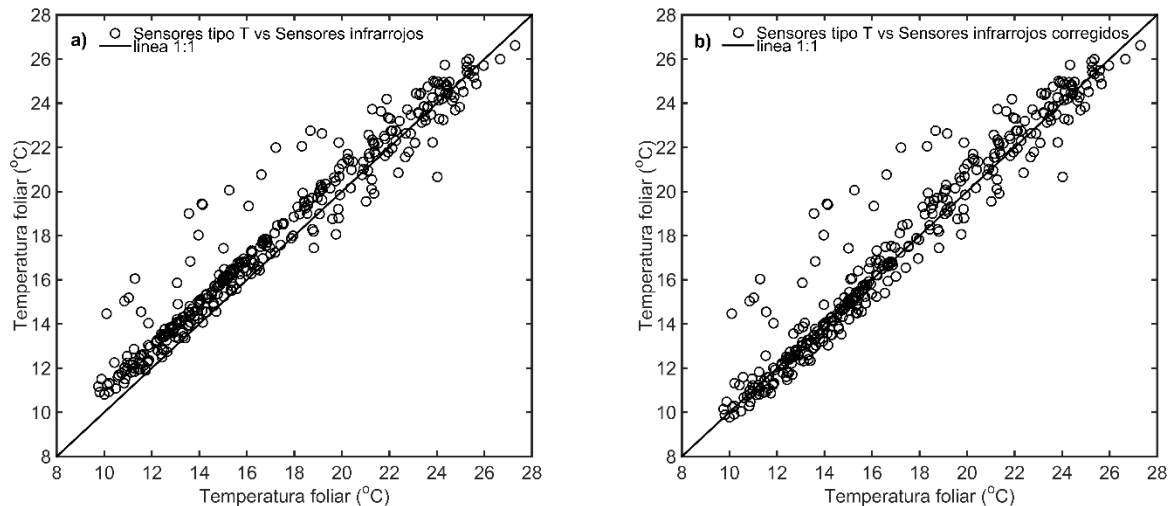 a)
Sensores tipo T vs Sensores infrarrojos
linea 1:1
28
26
24
22
20
18
16
14
12
10
8
Temperatura foliar (°C)
8 10 12 14 16 18 20 22 24 26 28
Temperatura foliar (°C)
b)
Sensores tipo T vs Sensores infrarrojos corregidos
linea 1:1
28
26
24
22
20
18
16
14
12
10
8
Temperatura foliar (°C)
8 10 12 14 16 18 20 22 24 26 28
Temperatura foliar (°C)